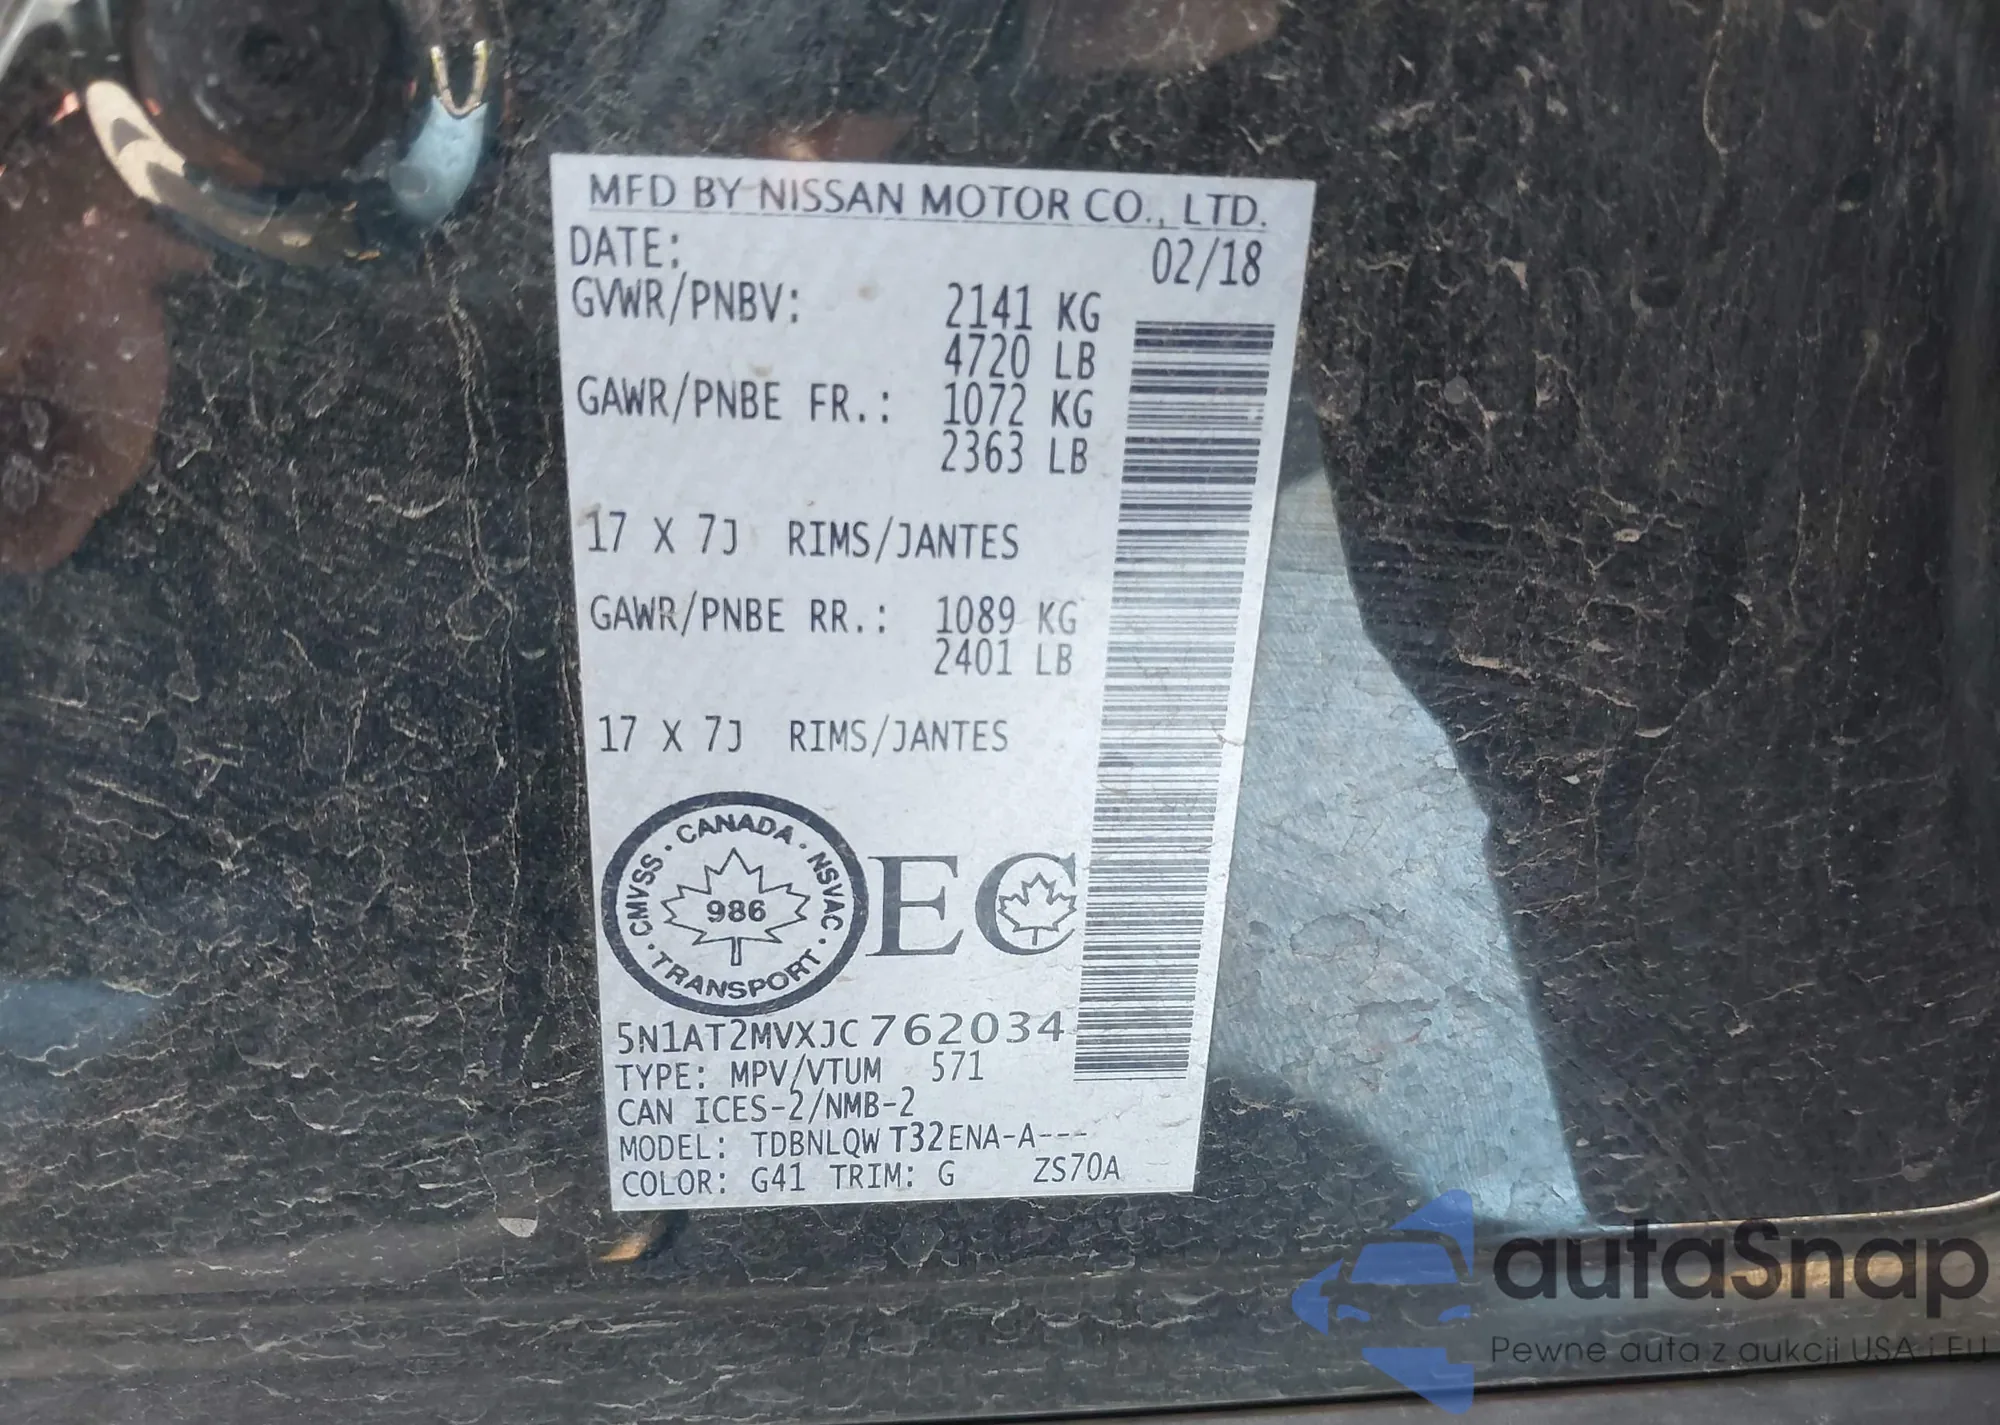 MFD BY NISSAN MOTOR CO., LTD.
DATE: 02/18
GVWR/PNBV: 2141 KG
4720 LB
GAWR/PNBE FR.: 1072 KG
2363 LB
17 X 7J RIMS/JANTES
GAWR/PNBE RR.: 1089 KG
2401 LB
17 X 7J RIMS/JANTES
CANADA · NSVAC · TRANSPORT · CMVSS ·
986
EC
5N1AT2MVXJC762034
TYPE: MPV/VTUM 571
CAN ICES-2/NMB-2
MODEL: TDBNLQW T32ENA-A---
COLOR: G41 TRIM: G ZS70A
autaSnap
Pewne auta z aukcji USA i EU